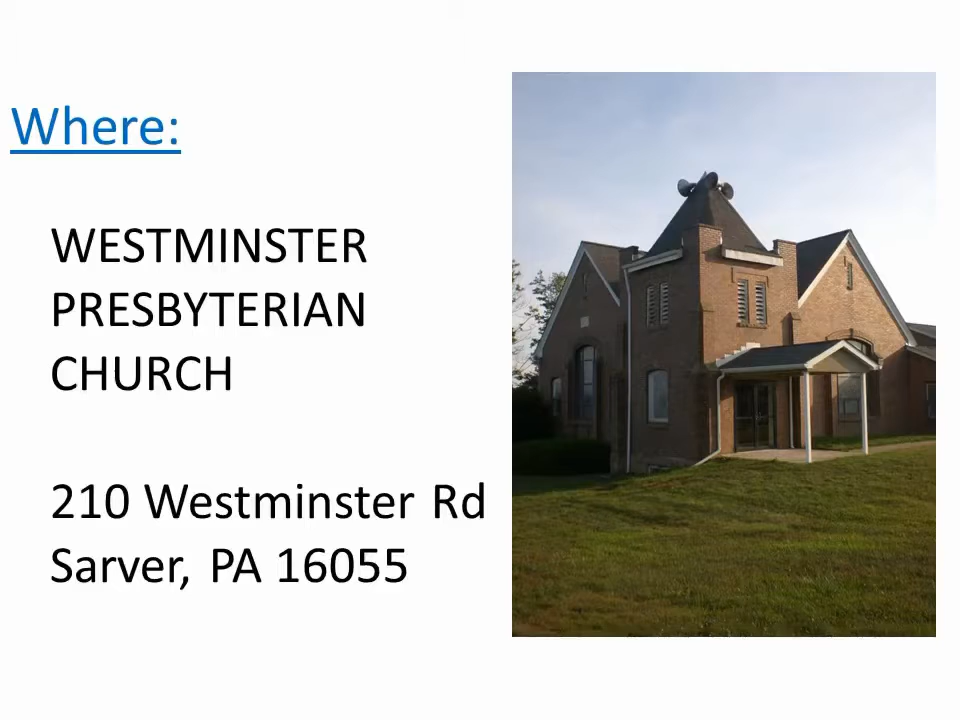 Where:
WESTMINSTER
PRESBYTERIAN
CHURCH
210 Westminster Rd
Sarver, PA 16055